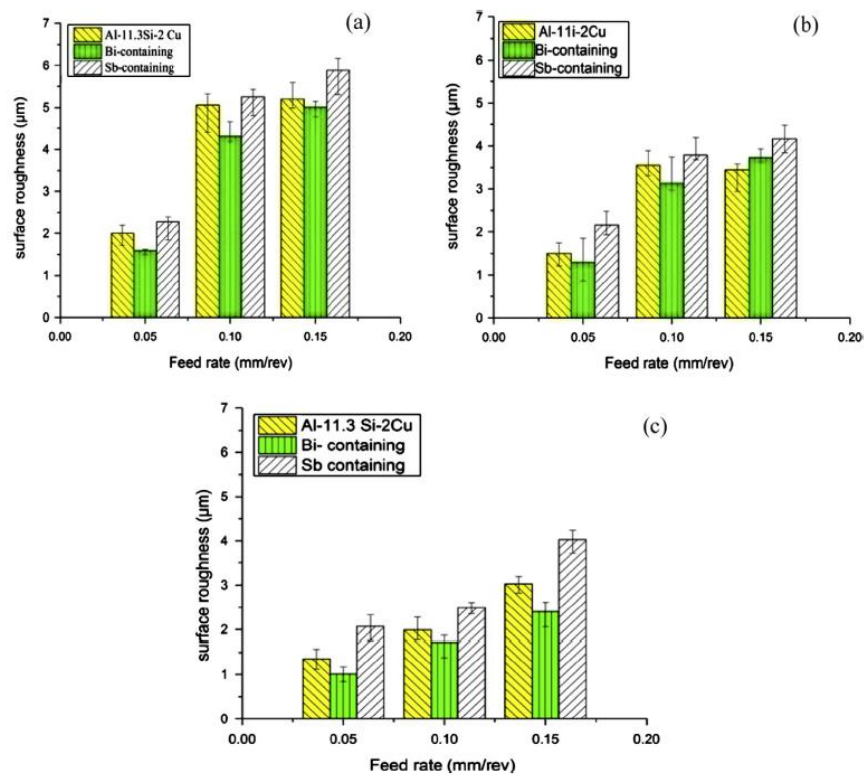 (a)
Al-11.3Si-2 Cu
Bi-containing
Sb-containing
surface roughness (μm)
7
6
5
4
3
2
1
0
0.00 0.05 0.10 0.15 0.20
Feed rate (mm/rev)
(b)
Al-11i-2Cu
Bi-containing
Sb-containing
surface roughness (μm)
7
6
5
4
3
2
1
0
0.00 0.05 0.10 0.15 0.20
Feed rate (mm/rev)
(c)
Al-11.3 Si-2Cu
Bi- containing
Sb containing
surface roughness (μm)
7
6
5
4
3
2
1
0
0.00 0.05 0.10 0.15 0.20
Feed rate (mm/rev)